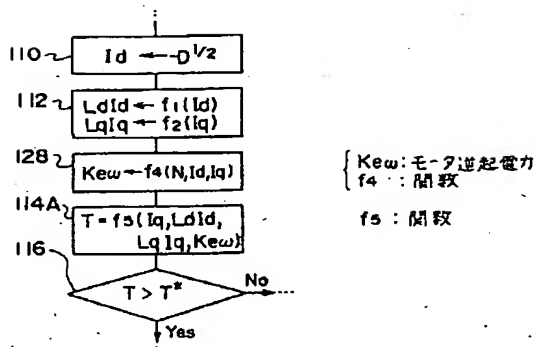 110
Id ← -D^1/2
112
LdId ← f1(Id)
LqIq ← f2(Iq)
128
Keω ← f4(N,Id,Iq)
114A
T = f5(Iq,LdId,
LqIq,Keω)
116
T > T*
No
Yes
Keω:モータ逆起電力
f4 : 関数
f5 : 関数